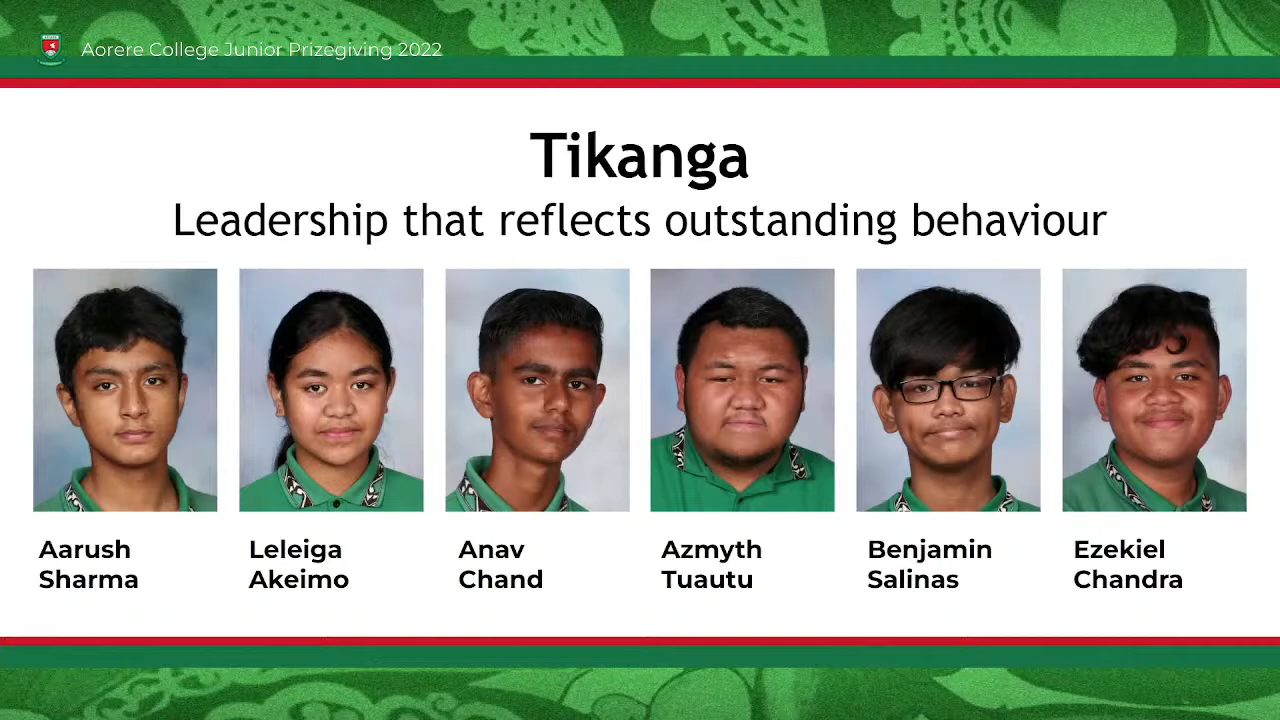 Aorere College Junior Prizegiving 2022
Tikanga
Leadership that reflects outstanding behaviour
Aarush
Sharma
Leleiga
Akeimo
Anav
Chand
Azmyth
Tuautu
Benjamin
Salinas
Ezekiel
Chandra